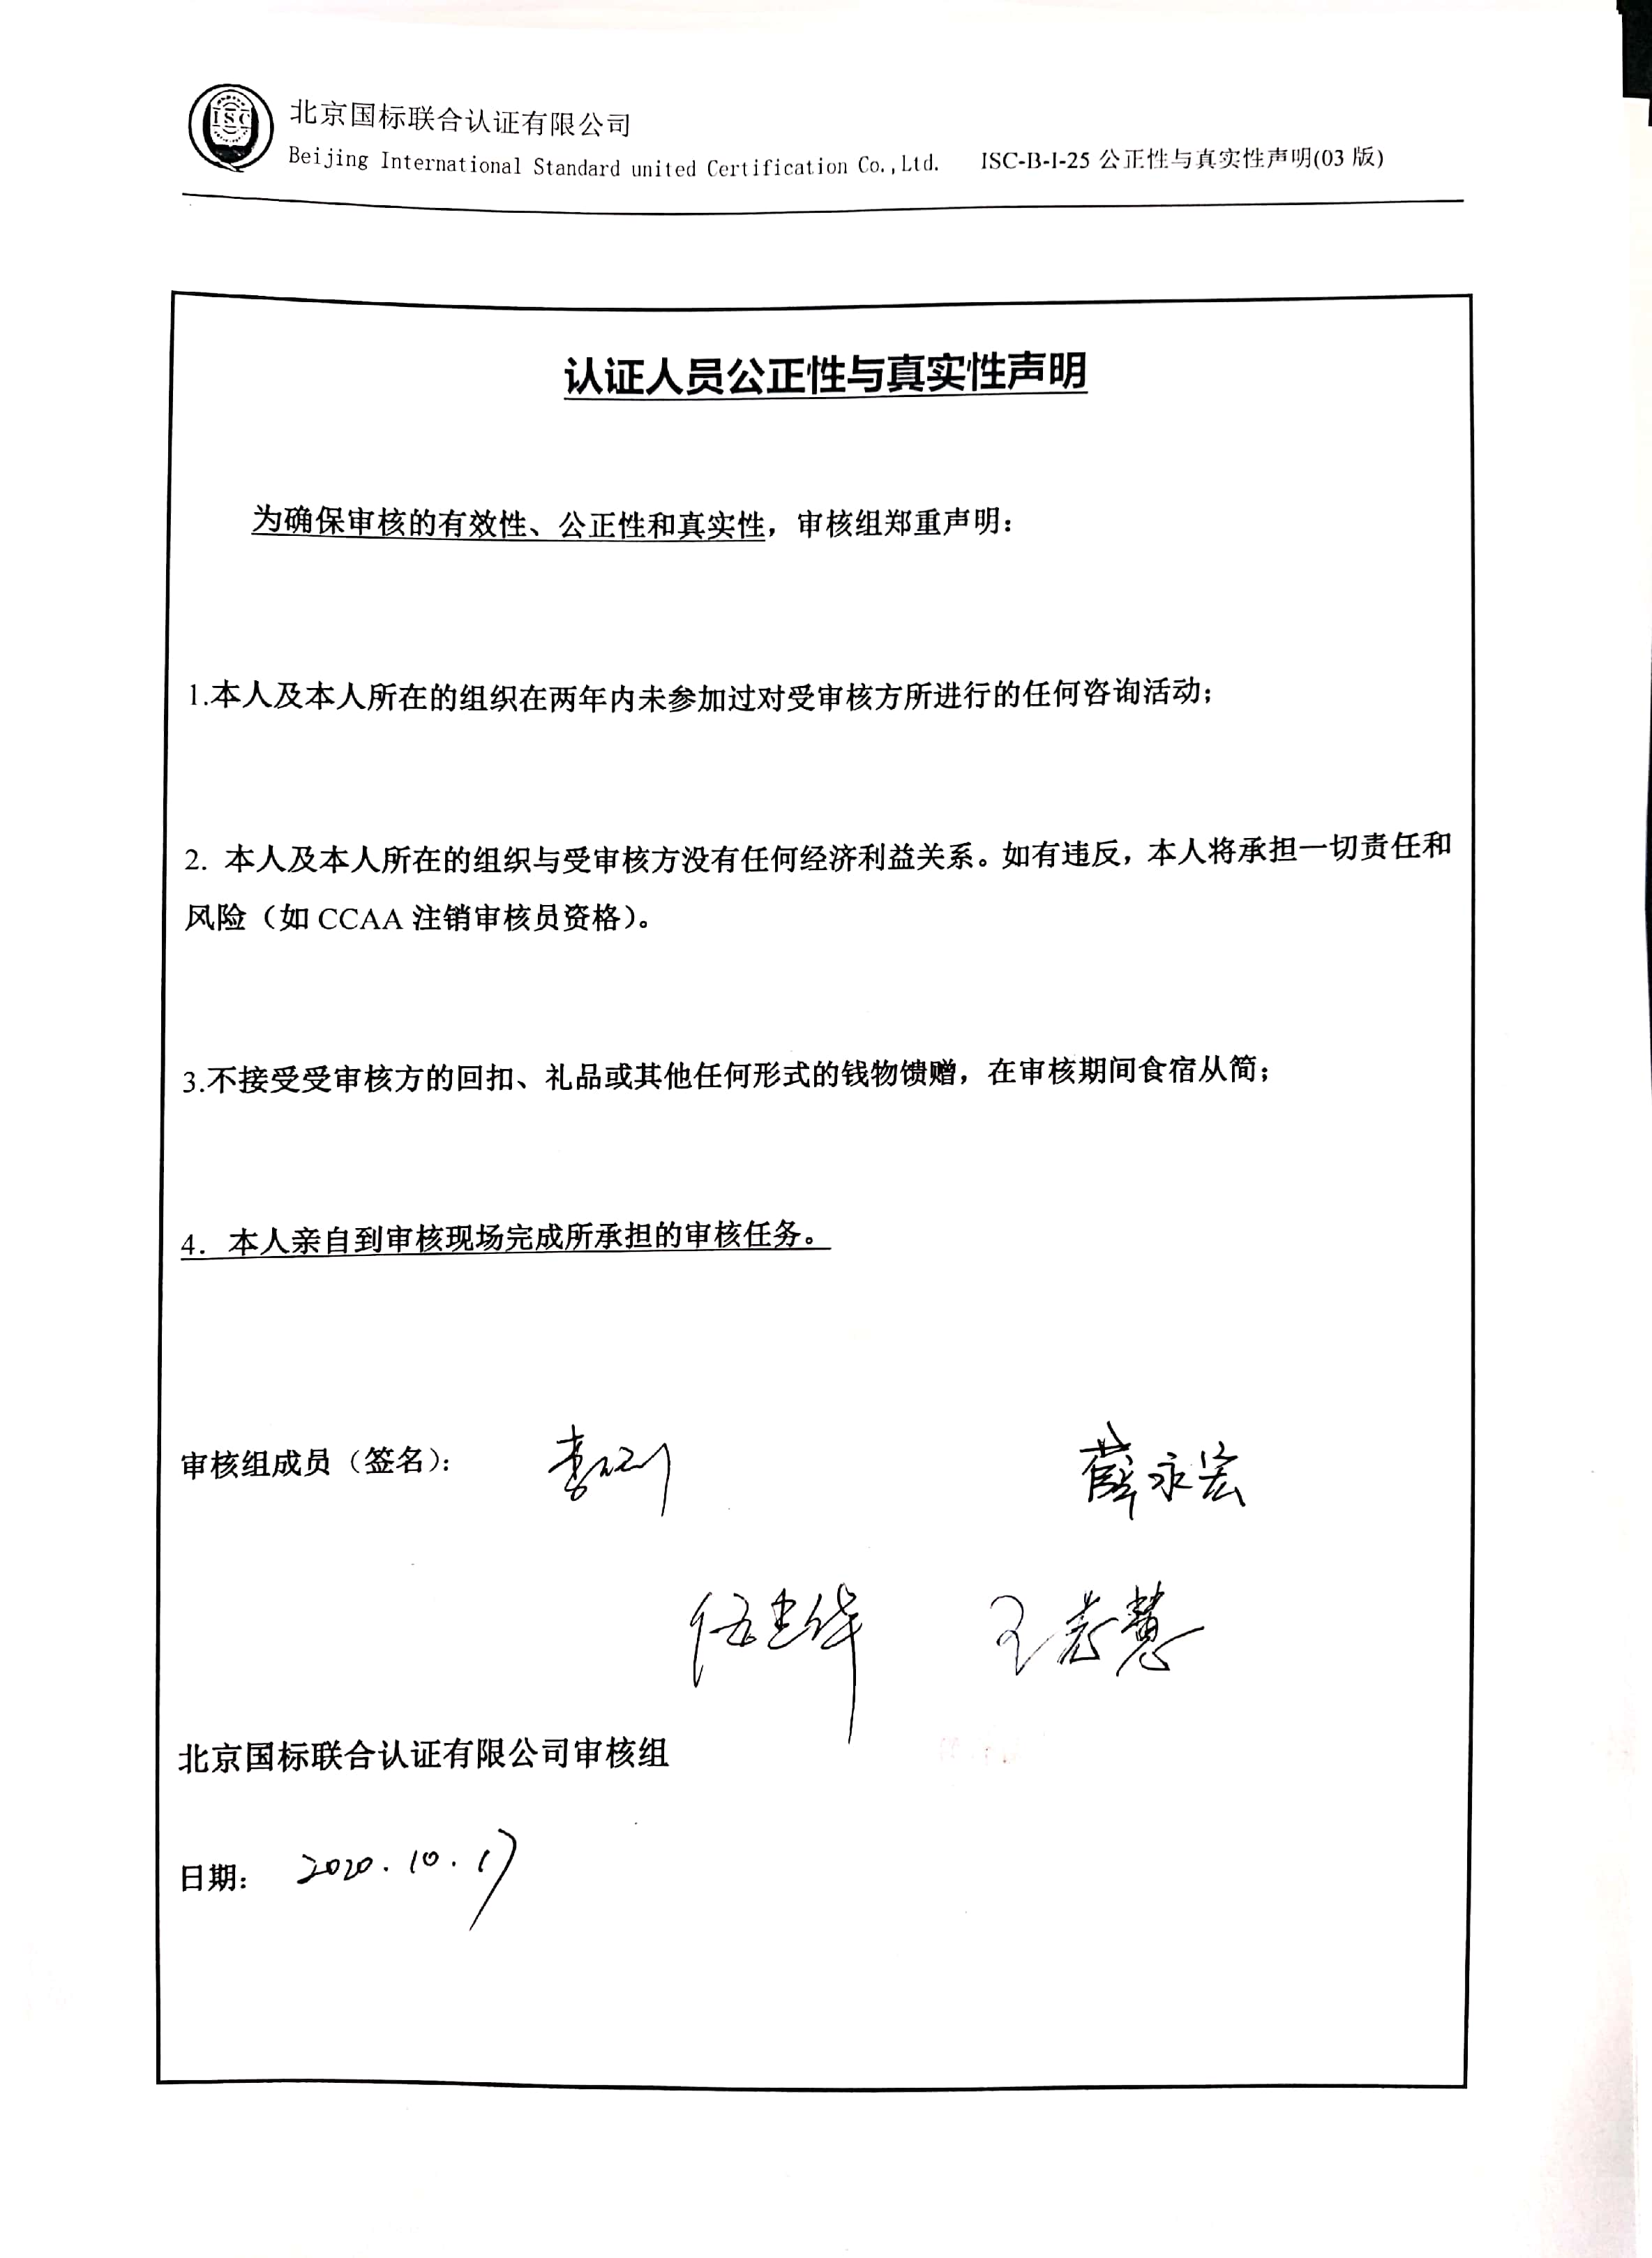 ISC
北京国标联合认证有限公司
Beijing International Standard united Certification Co.,Ltd. ISC-B-I-25 公正性与真实性声明(03 版)
认证人员公正性与真实性声明
为确保审核的有效性、公正性和真实性，审核组郑重声明：
1.本人及本人所在的组织在两年内未参加过对受审核方所进行的任何咨询活动；
2. 本人及本人所在的组织与受审核方没有任何经济利益关系。如有违反，本人将承担一切责任和
风险（如 CCAA 注销审核员资格）。
3.不接受受审核方的回扣、礼品或其他任何形式的钱物馈赠，在审核期间食宿从简；
4. 本人亲自到审核现场完成所承担的审核任务。
审核组成员（签名）： 薛永宏
北京国标联合认证有限公司审核组
日期： 2020.10.17